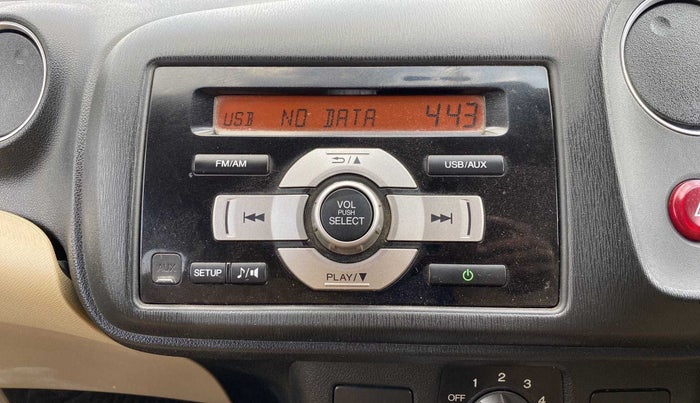 USB NO DATA 443
FM/AM
USB/AUX
VOL
PUSH
SELECT
AUX
SETUP
PLAY/
OFF 1 2 3 4